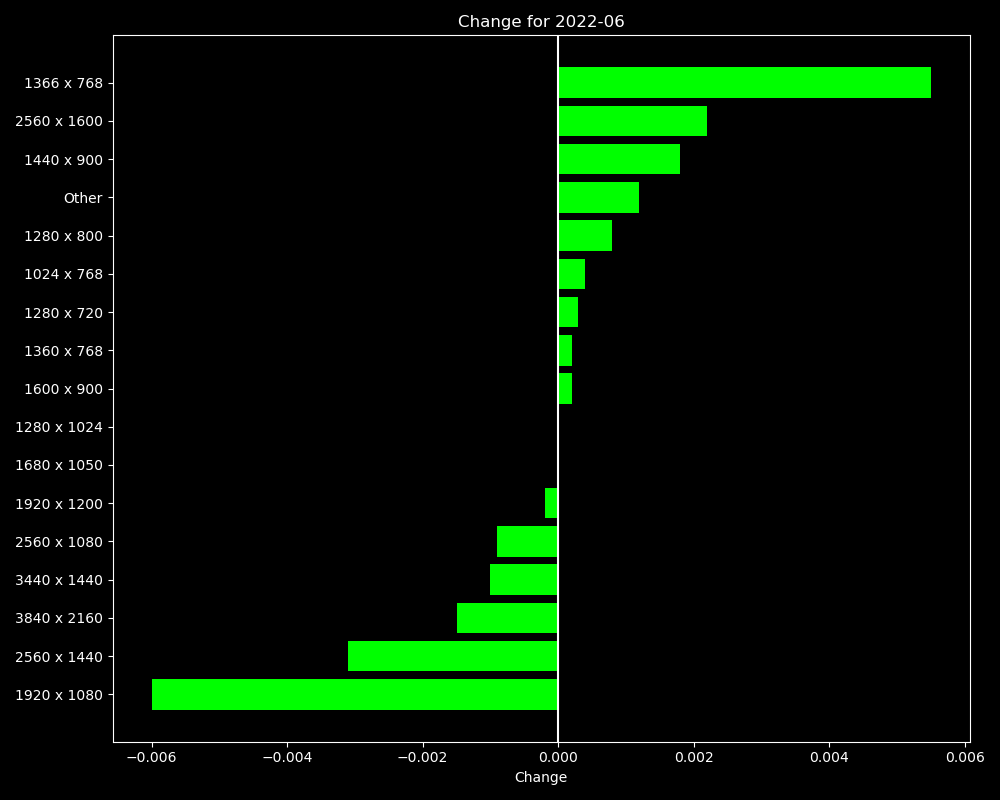 Change for 2022-06
1366 x 768
2560 x 1600
1440 x 900
Other
1280 x 800
1024 x 768
1280 x 720
1360 x 768
1600 x 900
1280 x 1024
1680 x 1050
1920 x 1200
2560 x 1080
3440 x 1440
3840 x 2160
2560 x 1440
1920 x 1080
−0.006 −0.004 −0.002 0.000 0.002 0.004 0.006
Change